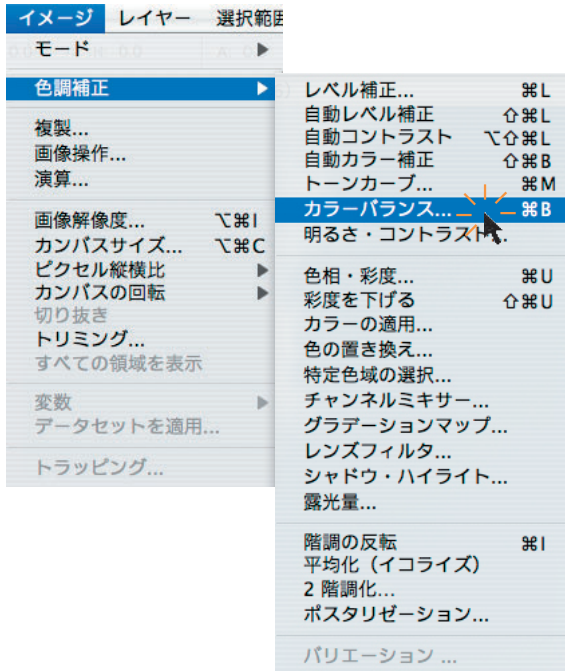 イメージ レイヤー 選択範囲
モード
色調補正
複製...
画像操作...
演算...
画像解像度... ⌥⌘I
カンバスサイズ... ⌥⌘C
ピクセル縦横比
カンバスの回転
切り抜き
トリミング...
すべての領域を表示
変数
データセットを適用...
トラッピング...
レベル補正... ⌘L
自動レベル補正 ⇧⌘L
自動コントラスト ⌥⇧⌘L
自動カラー補正 ⇧⌘B
トーンカーブ... ⌘M
カラーバランス... ⌘B
明るさ・コントラスト...
色相・彩度... ⌘U
彩度を下げる ⇧⌘U
カラーの適用...
色の置き換え...
特定色域の選択...
チャンネルミキサー...
グラデーションマップ...
レンズフィルタ...
シャドウ・ハイライト...
露光量...
階調の反転 ⌘I
平均化（イコライズ）
2 階調化...
ポスタリゼーション...
バリエーション ...